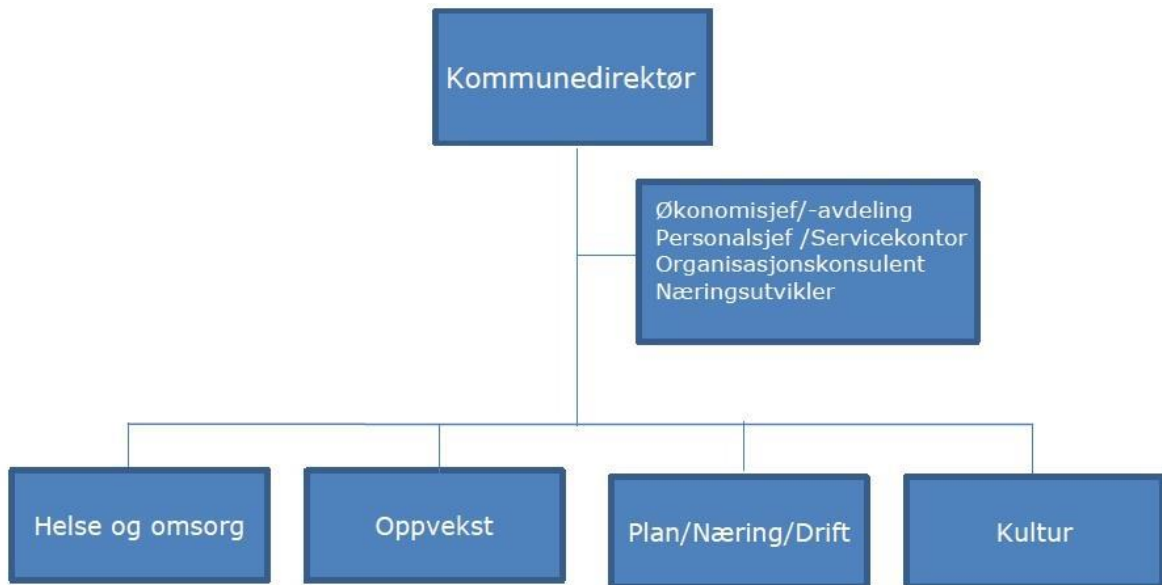 Kommunedirektør
Økonomisjef/-avdeling
Personalsjef /Servicekontor
Organisasjonskonsulent
Næringsutvikler
Helse og omsorg
Oppvekst
Plan/Næring/Drift
Kultur